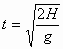 t = √(2H/g)